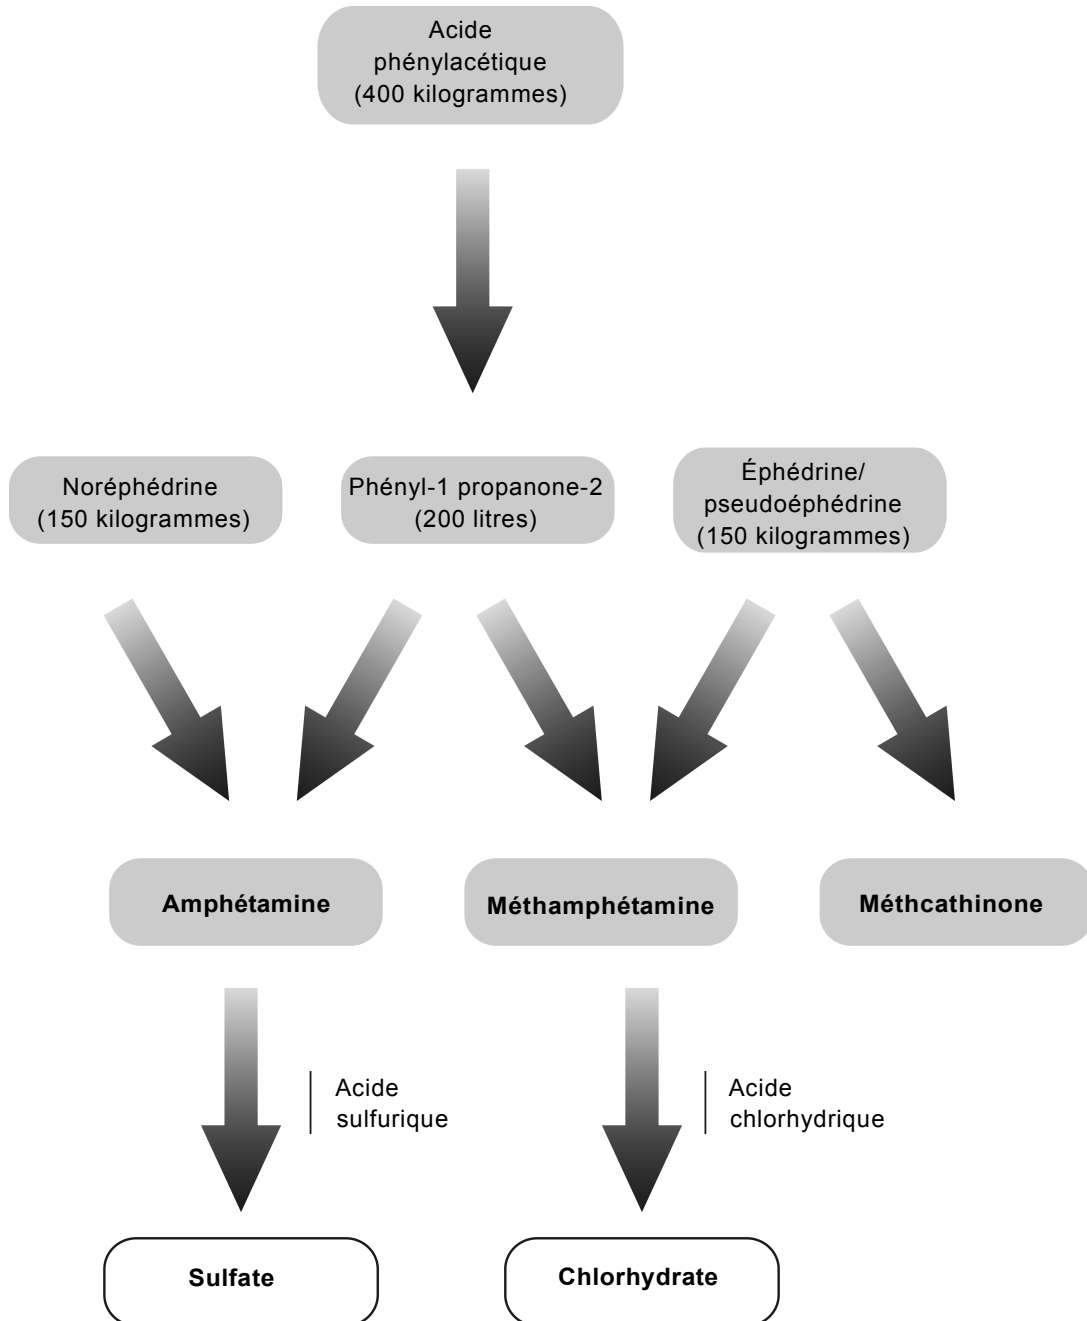 Acide
phénylacétique
(400 kilogrammes)
Noréphédrine
(150 kilogrammes)
Phényl-1 propanone-2
(200 litres)
Éphédrine/
pseudoéphédrine
(150 kilogrammes)
Amphétamine
Méthamphétamine
Méthcathinone
Acide
sulfurique
Acide
chlorhydrique
Sulfate
Chlorhydrate